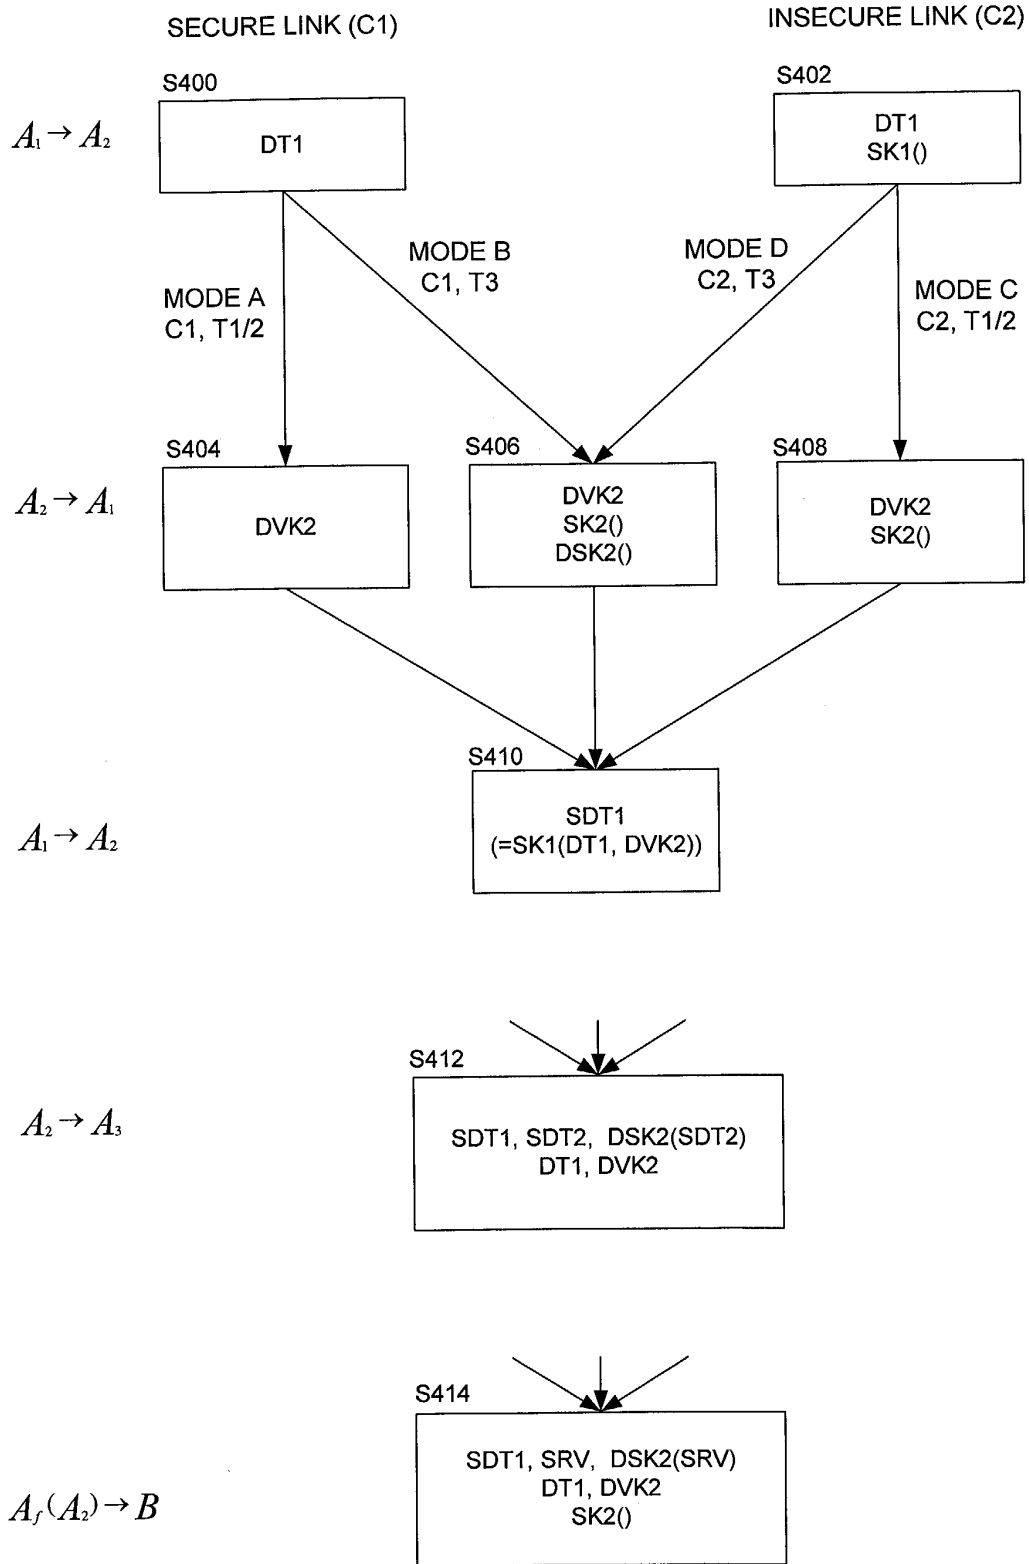 SECURE LINK (C1)
INSECURE LINK (C2)
S400
S402
A₁ → A₂
DT1
DT1
SK1()
MODE B
C1, T3
MODE D
C2, T3
MODE A
C1, T1/2
MODE C
C2, T1/2
S404
S406
S408
A₂ → A₁
DVK2
DVK2
SK2()
DSK2()
DVK2
SK2()
S410
A₁ → A₂
SDT1
(=SK1(DT1, DVK2))
S412
A₂ → A₃
SDT1, SDT2, DSK2(SDT2)
DT1, DVK2
S414
A_f (A₂) → B
SDT1, SRV, DSK2(SRV)
DT1, DVK2
SK2()